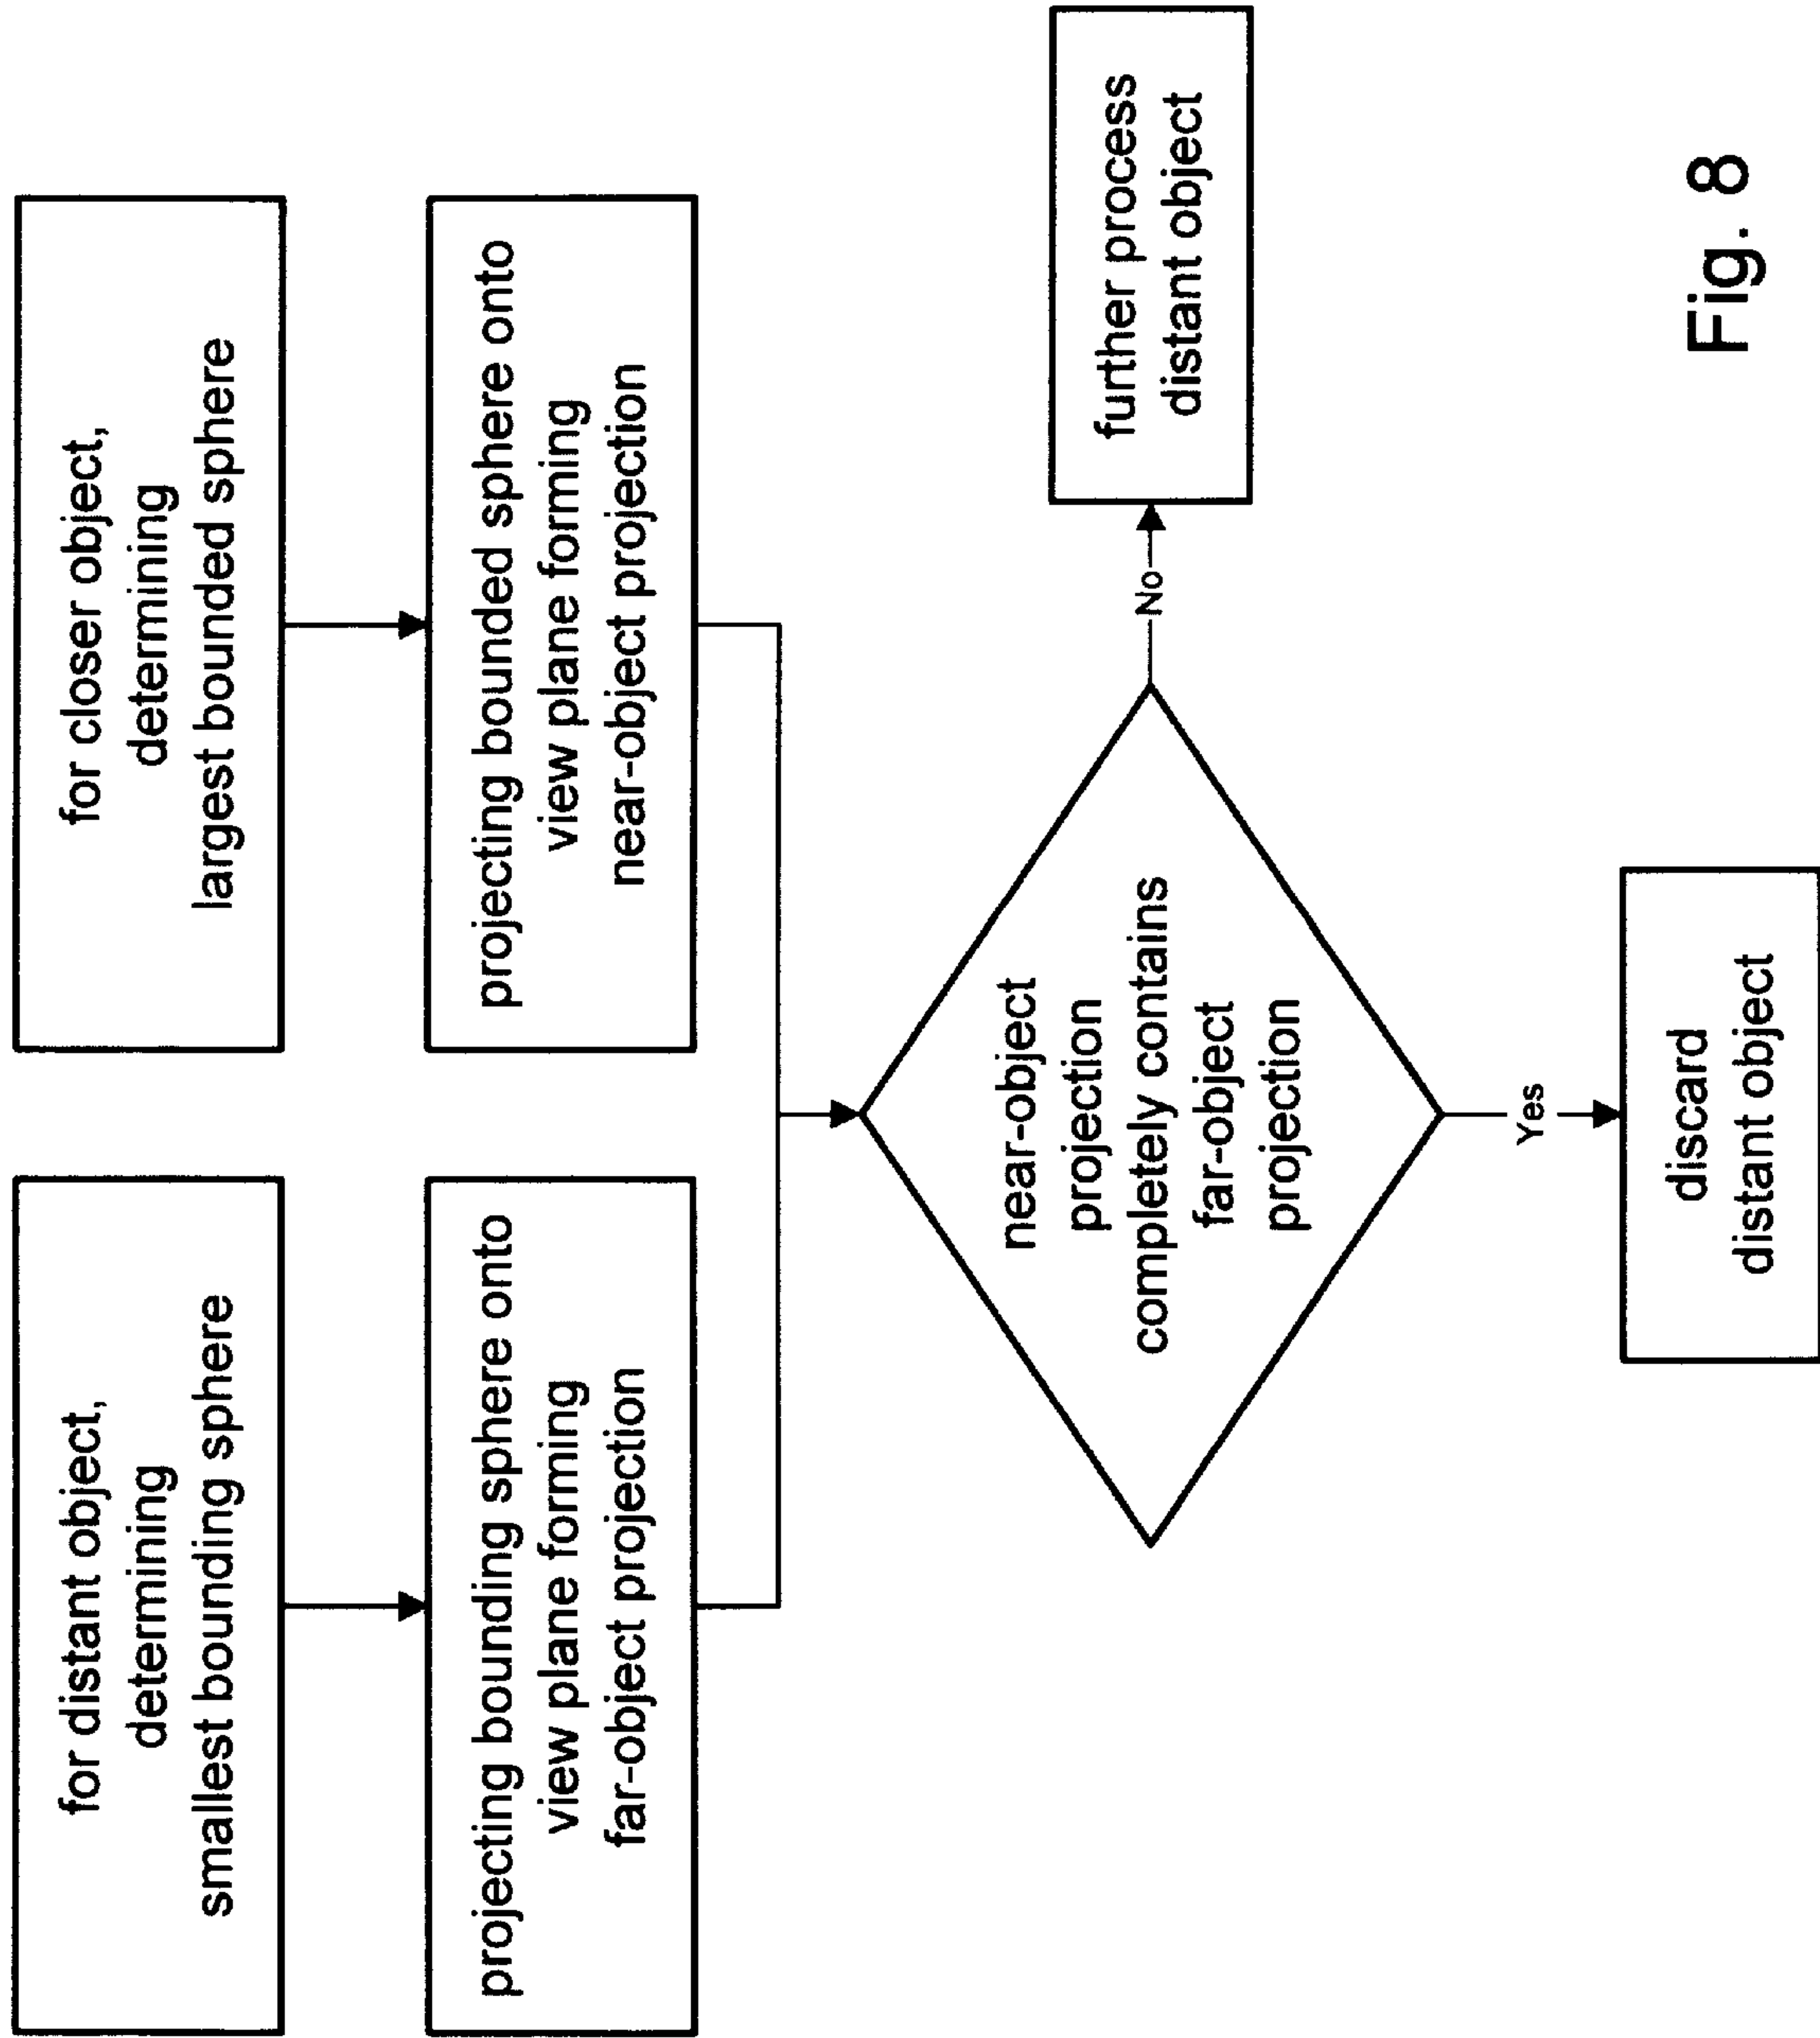 for distant object,
determining
smallest bounding sphere
for closer object,
determining
largest bounded sphere
projecting bounding sphere onto
view plane forming
far-object projection
projecting bounded sphere onto
view plane forming
near-object projection
near-object
projection
completely contains
far-object
projection
No
further process
distant object
Yes
discard
distant object
Fig. 8